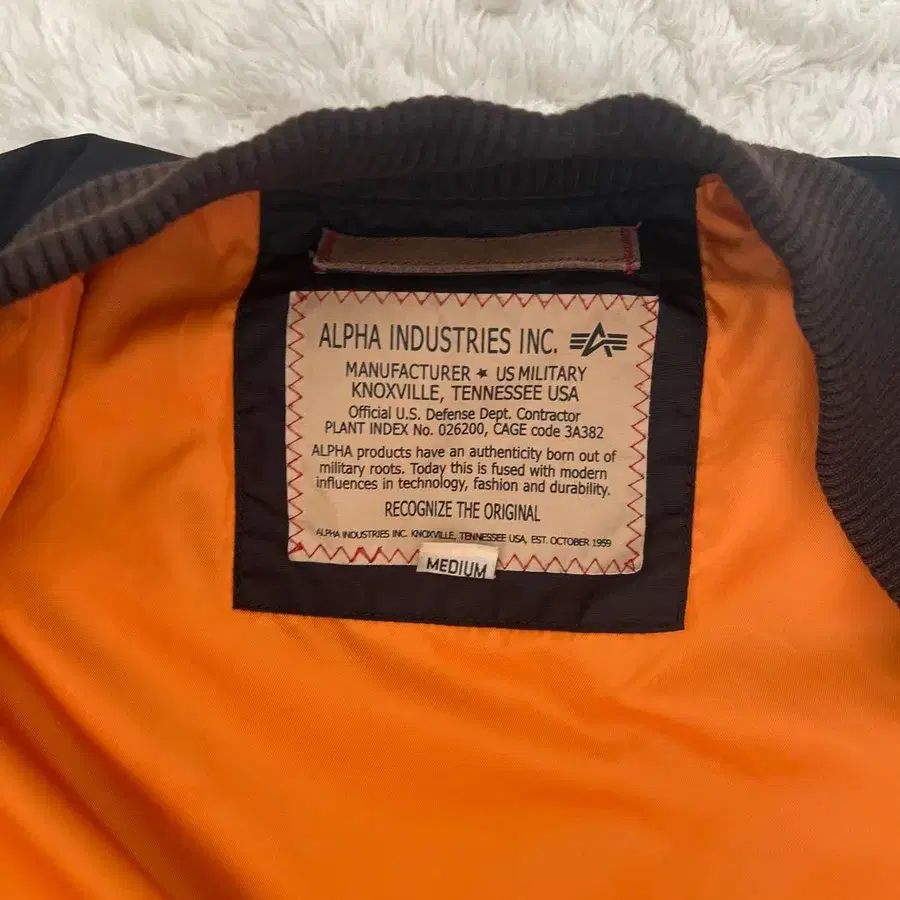 ALPHA INDUSTRIES INC.
MANUFACTURER ★ US MILITARY
KNOXVILLE, TENNESSEE USA
Official U.S. Defense Dept. Contractor
PLANT INDEX No. 026200, CAGE code 3A382
ALPHA products have an authenticity born out of
military roots. Today this is fused with modern
influences in technology, fashion and durability.
RECOGNIZE THE ORIGINAL
ALPHA INDUSTRIES INC. KNOXVILLE, TENNESSEE USA, EST. OCTOBER 1959
MEDIUM